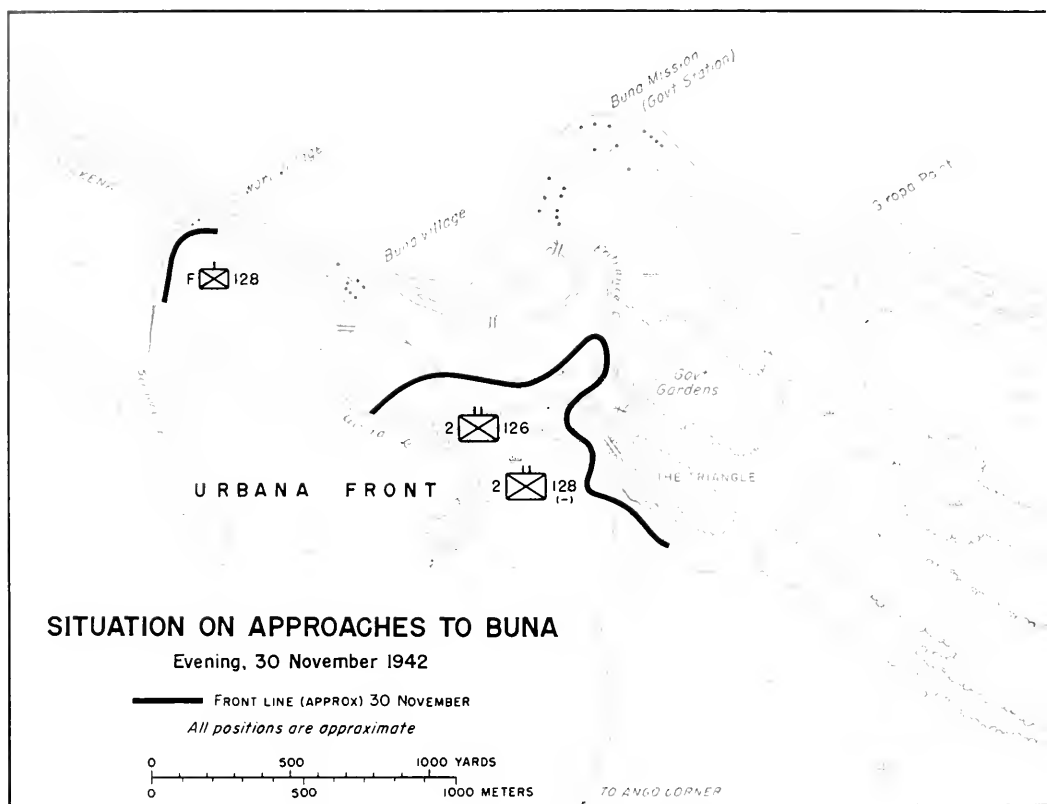 Buna Mission
(Govt Station)
Buna Village
Gropa Point
F 128
Entrance C
Govt
Gardens
2 126
2 128
(-)
THE TRIANGLE
URBANA FRONT
SITUATION ON APPROACHES TO BUNA
Evening, 30 November 1942
FRONT LINE (APPROX) 30 NOVEMBER
All positions are approximate
0 500 1000 YARDS
0 500 1000 METERS
TO ANGO CORNER